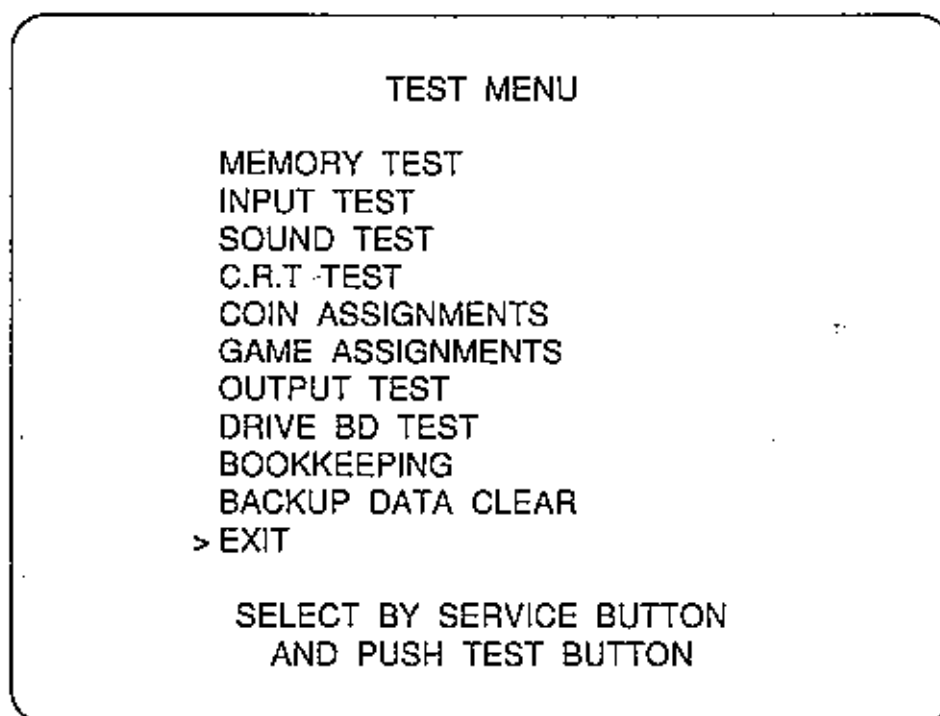 TEST MENU
MEMORY TEST
INPUT TEST
SOUND TEST
C.R.T TEST
COIN ASSIGNMENTS
GAME ASSIGNMENTS
OUTPUT TEST
DRIVE BD TEST
BOOKKEEPING
BACKUP DATA CLEAR
> EXIT
SELECT BY SERVICE BUTTON
AND PUSH TEST BUTTON